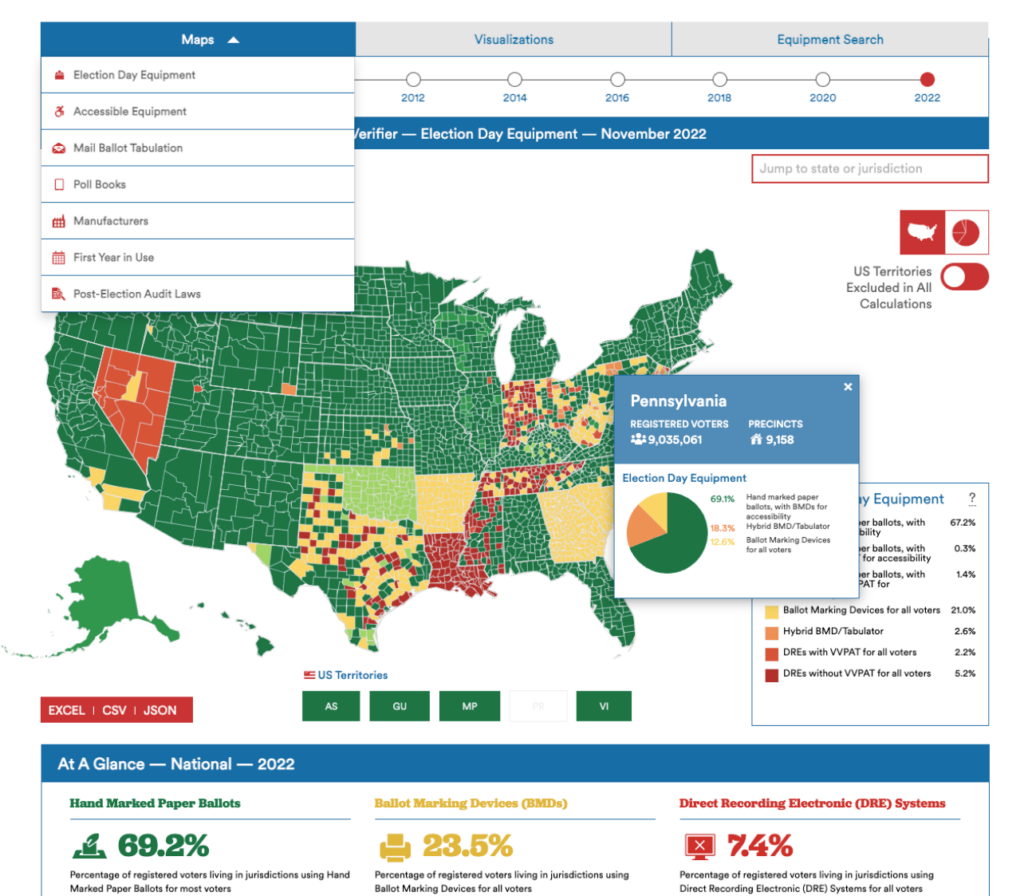 Maps
Visualizations
Equipment Search
Election Day Equipment
Accessible Equipment
Mail Ballot Tabulation
Poll Books
Manufacturers
First Year in Use
Post-Election Audit Laws
2012
2014
2016
2018
2020
2022
Verifier — Election Day Equipment — November 2022
Jump to state or jurisdiction
US Territories
Excluded in All
Calculations
Pennsylvania
REGISTERED VOTERS
9,035,061
PRECINCTS
9,158
Election Day Equipment
69.1%
Hand marked paper
ballots, with BMDs for
accessibility
18.3%
Hybrid BMD/Tabulator
12.6%
Ballot Marking Devices
for all voters
ay Equipment
?
per ballots, with
bility
67.2%
per ballots, with
T for accessibility
0.3%
per ballots, with
PAT for
1.4%
Ballot Marking Devices for all voters 21.0%
Hybrid BMD/Tabulator 2.6%
DREs with VVPAT for all voters 2.2%
DREs without VVPAT for all voters 5.2%
US Territories
AS
GU
MP
PR
VI
EXCEL | CSV | JSON
At A Glance — National — 2022
Hand Marked Paper Ballots
69.2%
Percentage of registered voters living in jurisdictions using Hand
Marked Paper Ballots for most voters
Ballot Marking Devices (BMDs)
23.5%
Percentage of registered voters living in jurisdictions using
Ballot Marking Devices for all voters
Direct Recording Electronic (DRE) Systems
7.4%
Percentage of registered voters living in jurisdictions using
Direct Recording Electronic (DRE) Systems for all voters